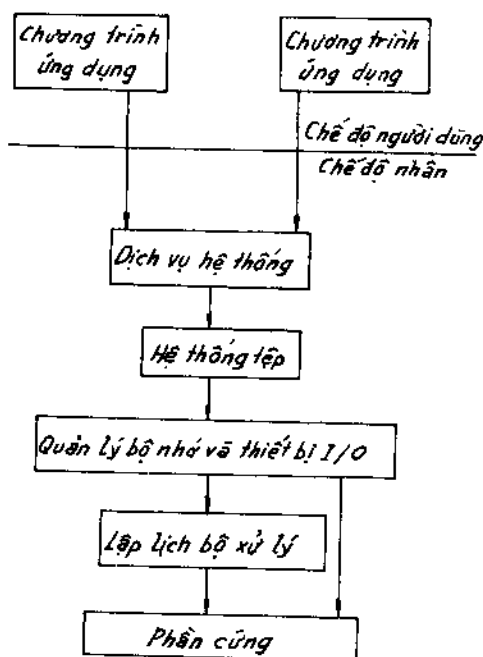 Chương trình
ứng dụng
Chương trình
ứng dụng
Chế độ người dùng
Chế độ nhân
Dịch vụ hệ thống
Hệ thống tệp
Quản lý bộ nhớ và thiết bị I/O
Lập lịch bộ xử lý
Phần cứng